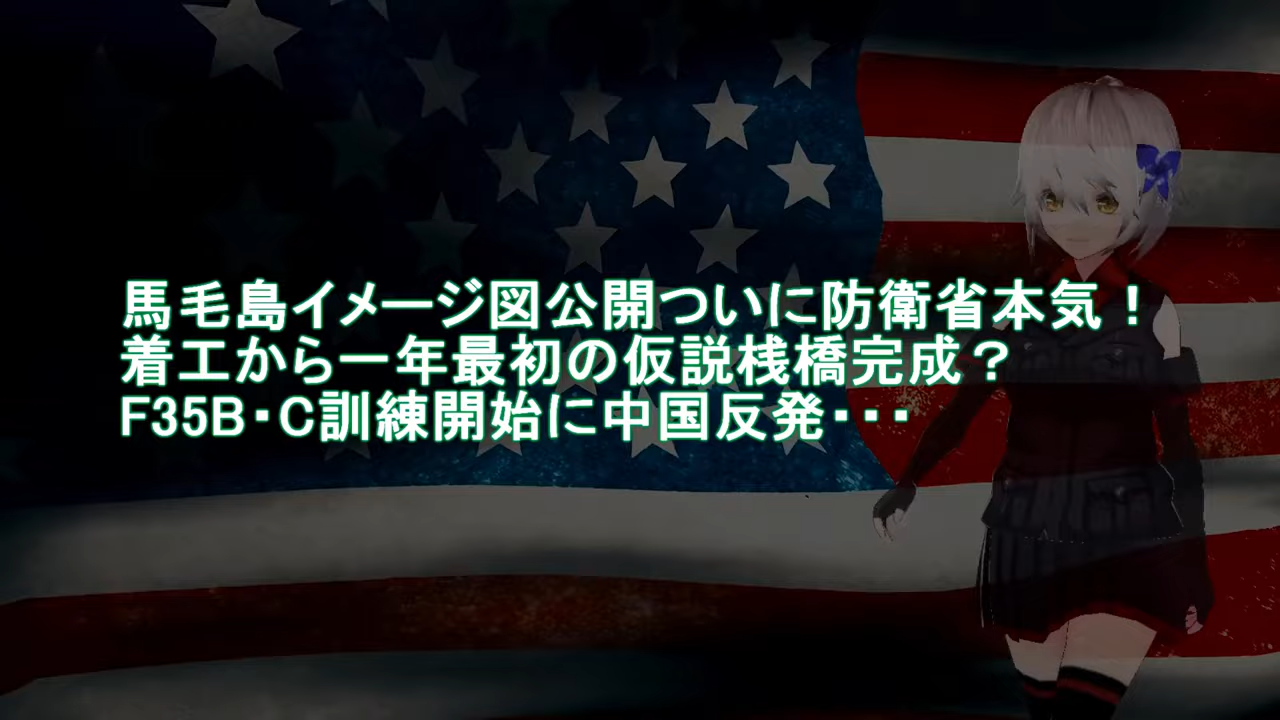 馬毛島イメージ図公開ついに防衛省本気！
着工から一年最初の仮説桟橋完成？
F35B・C訓練開始に中国反発・・・